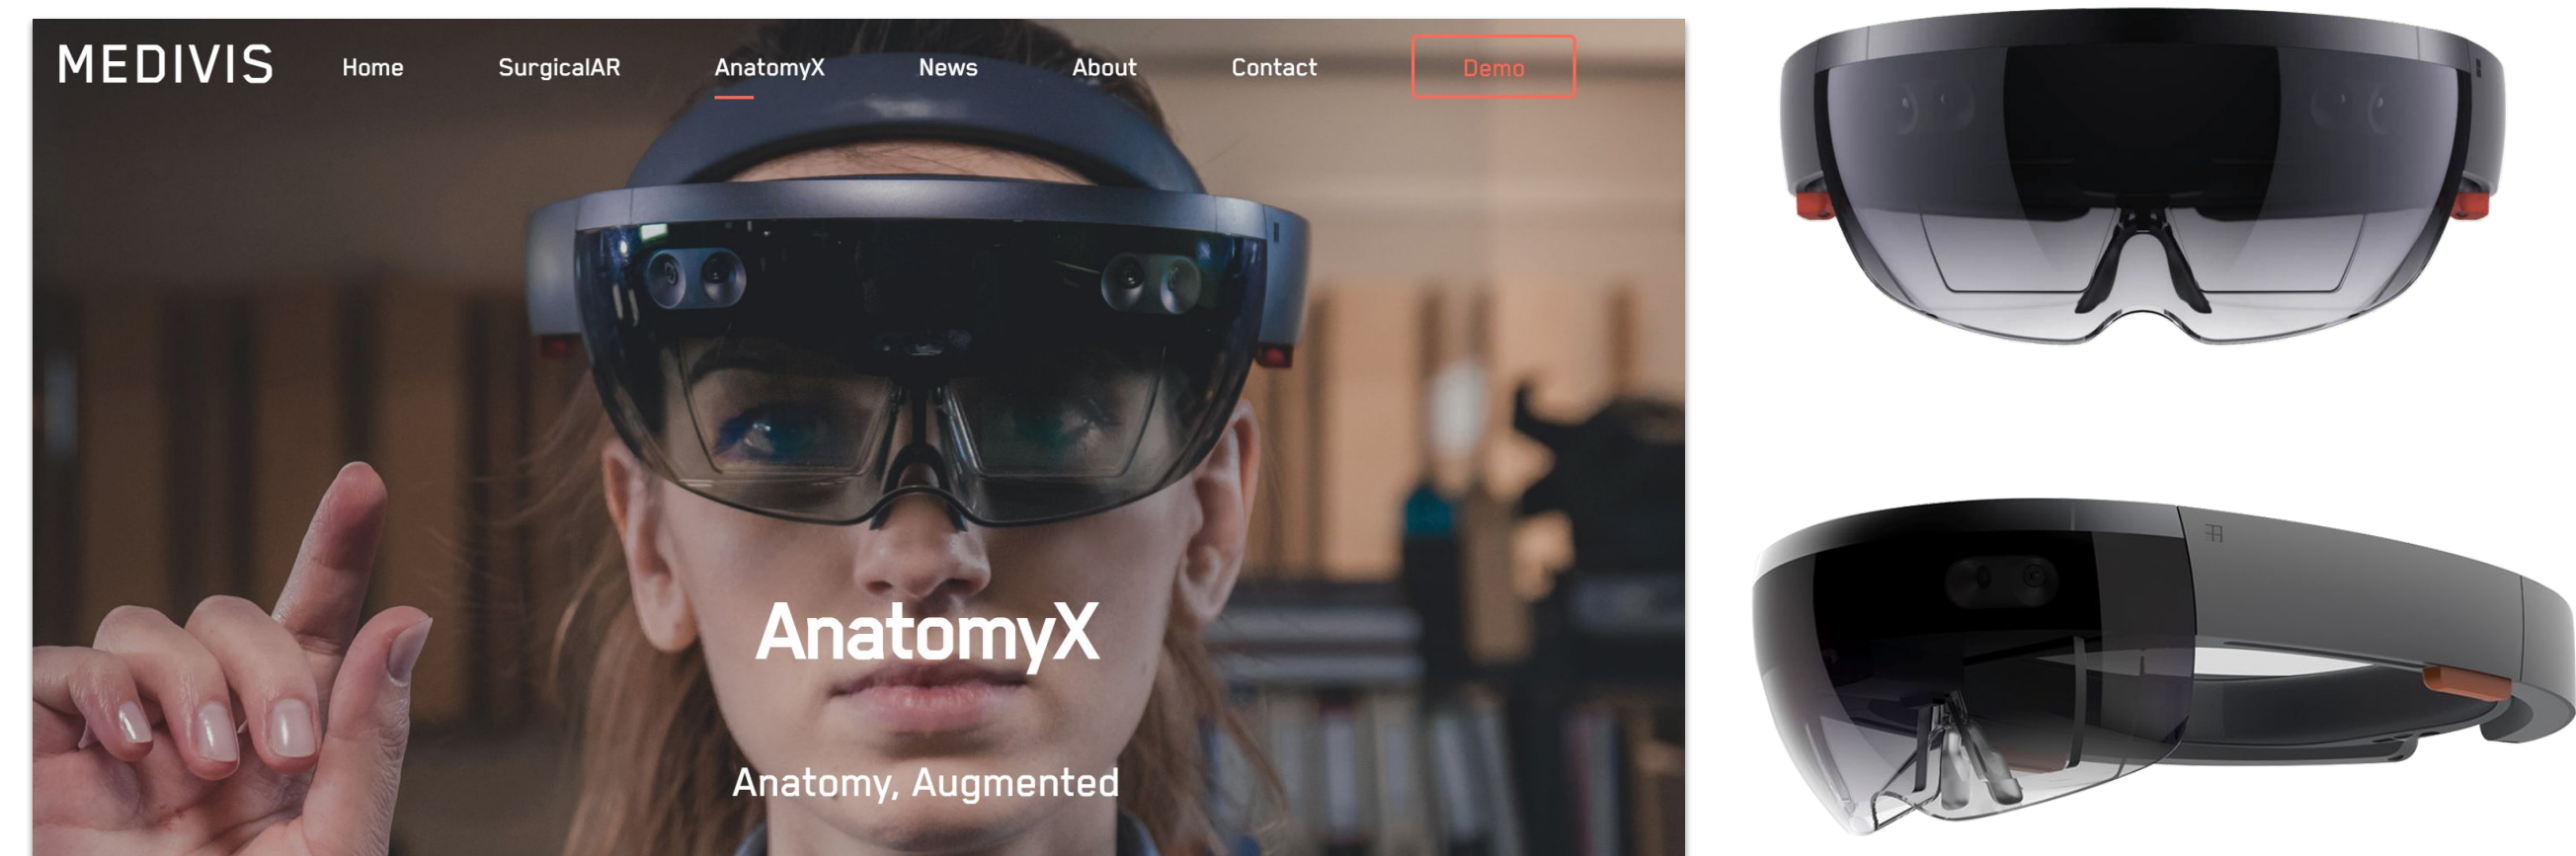 MEDIVIS Home SurgicalAR AnatomyX News About Contact Demo
AnatomyX
Anatomy, Augmented